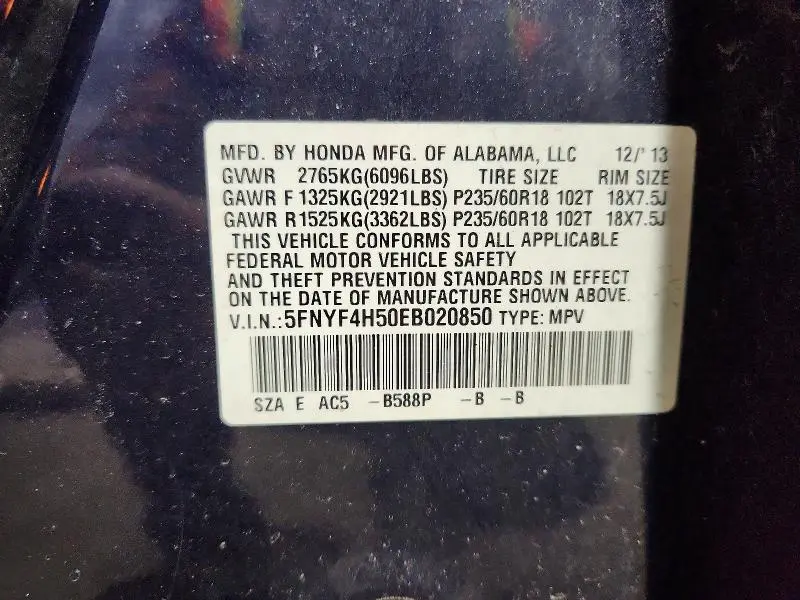 MFD. BY HONDA MFG. OF ALABAMA, LLC 12/ 13
GVWR 2765KG(6096LBS) TIRE SIZE RIM SIZE
GAWR F 1325KG(2921LBS) P235/60R18 102T 18X7.5J
GAWR R 1525KG(3362LBS) P235/60R18 102T 18X7.5J
THIS VEHICLE CONFORMS TO ALL APPLICABLE
FEDERAL MOTOR VEHICLE SAFETY
AND THEFT PREVENTION STANDARDS IN EFFECT
ON THE DATE OF MANUFACTURE SHOWN ABOVE.
V.I.N.: 5FNYF4H50EB020850 TYPE: MPV
SZA E AC5 -B588P -B -B